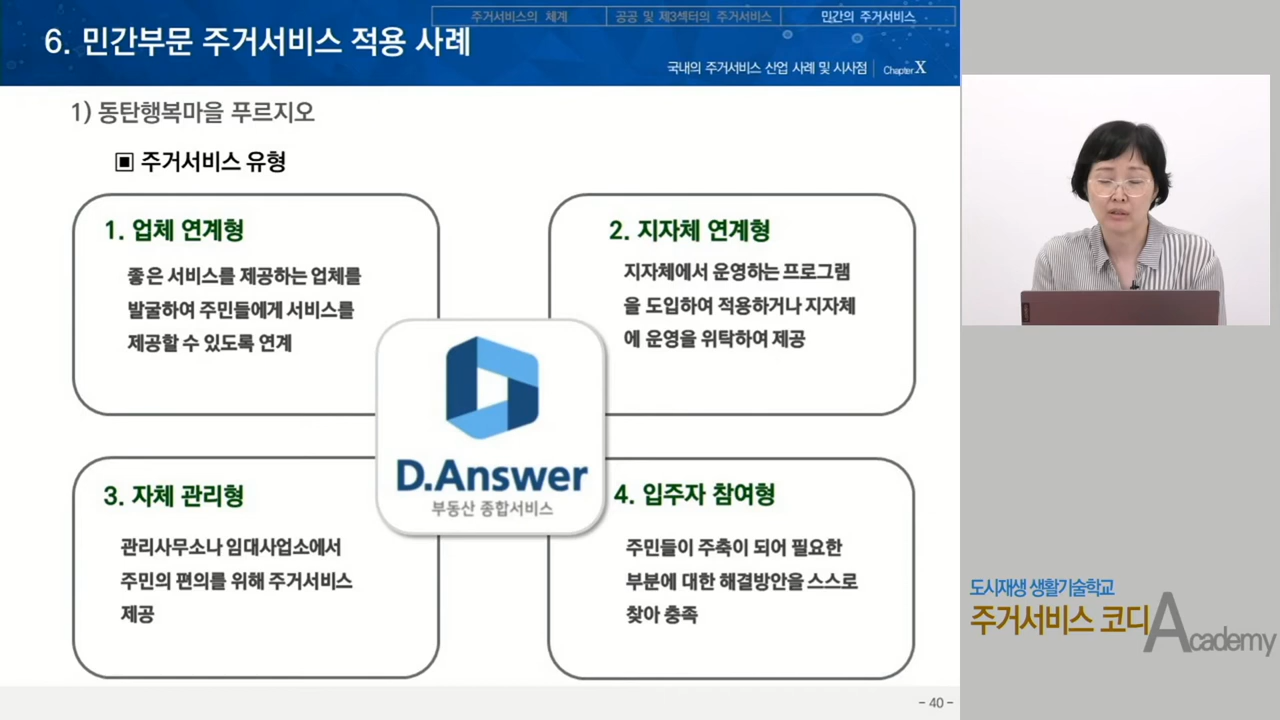 주거서비스의 체계
공공 및 제3섹터의 주거서비스
민간의 주거서비스
6. 민간부문 주거서비스 적용 사례
국내의 주거서비스 산업 사례 및 시사점
Chapter X
1) 동탄행복마을 푸르지오
▣ 주거서비스 유형
1. 업체 연계형
좋은 서비스를 제공하는 업체를
발굴하여 주민들에게 서비스를
제공할 수 있도록 연계
2. 지자체 연계형
지자체에서 운영하는 프로그램
을 도입하여 적용하거나 지자체
에 운영을 위탁하여 제공
D.Answer
부동산 종합서비스
3. 자체 관리형
관리사무소나 임대사업소에서
주민의 편의를 위해 주거서비스
제공
4. 입주자 참여형
주민들이 주축이 되어 필요한
부분에 대한 해결방안을 스스로
찾아 충족
- 40 -
도시재생 생활기술학교
주거서비스 코디 Academy